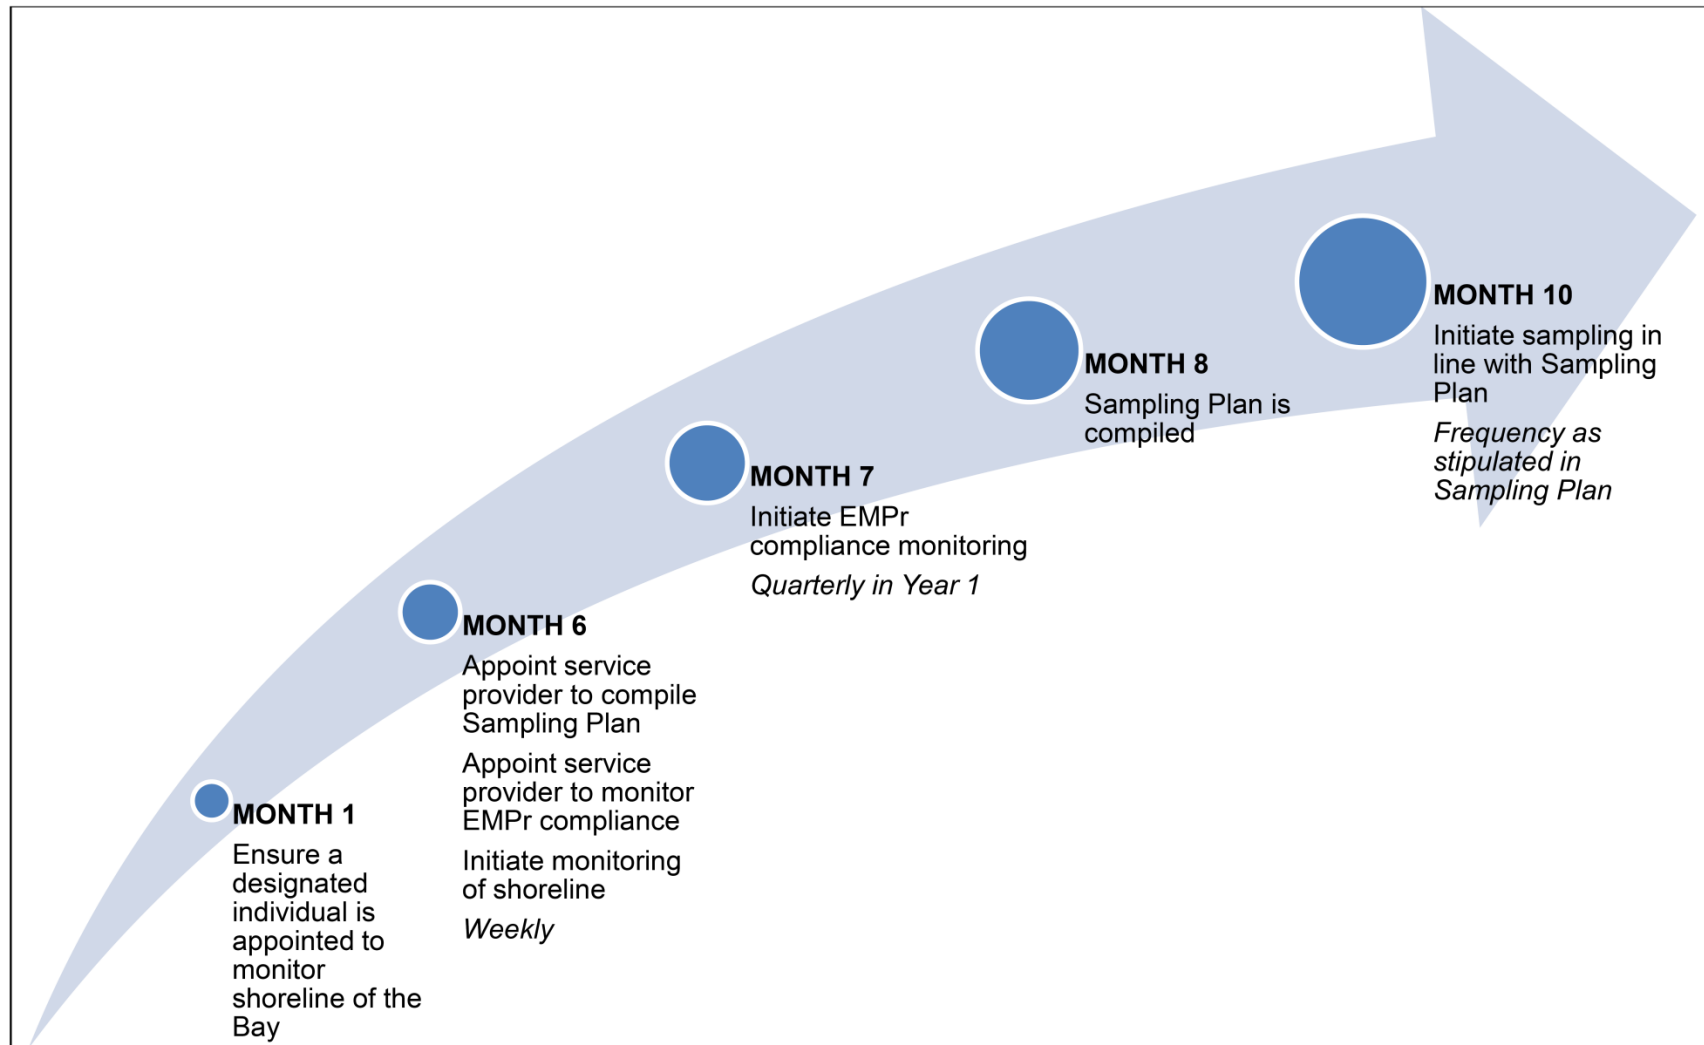 MONTH 1
Ensure a
designated
individual is
appointed to
monitor
shoreline of the
Bay
MONTH 6
Appoint service
provider to compile
Sampling Plan
Appoint service
provider to monitor
EMPr compliance
Initiate monitoring
of shoreline
Weekly
MONTH 7
Initiate EMPr
compliance monitoring
Quarterly in Year 1
MONTH 8
Sampling Plan is
compiled
MONTH 10
Initiate sampling in
line with Sampling
Plan
Frequency as
stipulated in
Sampling Plan